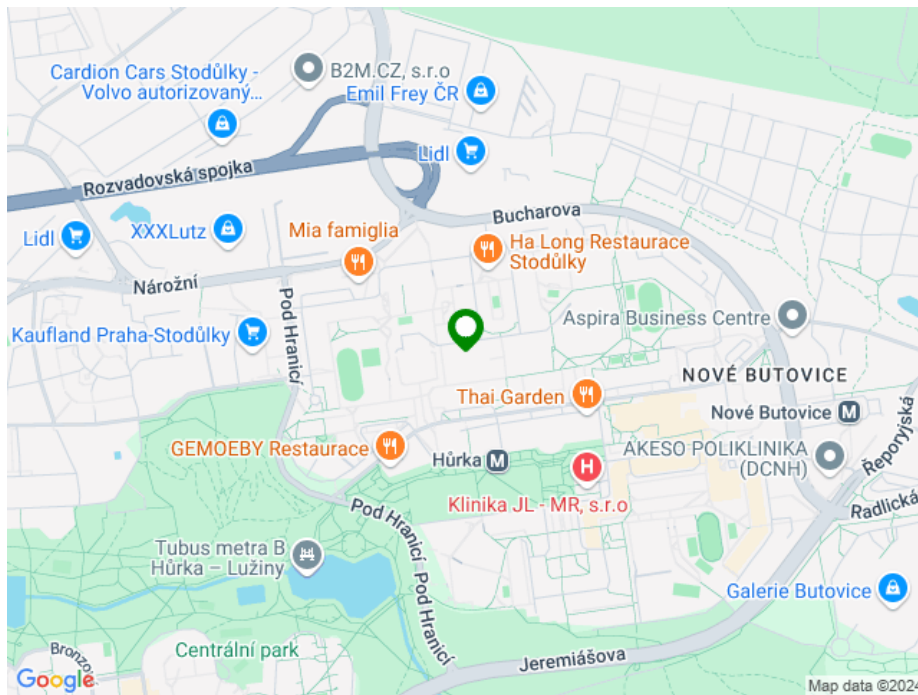 Cardion Cars Stodůlky -
Volvo autorizovaný...
B2M.CZ, s.r.o
Emil Frey ČR
Lidl
Rozvadovská spojka
Bucharova
Lidl
XXXLutz
Mia famiglia
Ha Long Restaurace
Stodůlky
Nárožní
Pod Hranicí
Kaufland Praha-Stodůlky
Aspira Business Centre
NOVÉ BUTOVICE
Thai Garden
Nové Butovice M
GEMOEBY Restaurace
Hůrka M
H
AKESO POLIKLINIKA
(DCNH)
Řeporyjská
Klinika JL - MR, s.r.o
Radlická
Pod Hranicí
Pod Hranicí
Tubus metra B
Hůrka – Lužiny
Galerie Butovice
Centrální park
Jeremiášova
Bronzo
Google
Map data ©2024